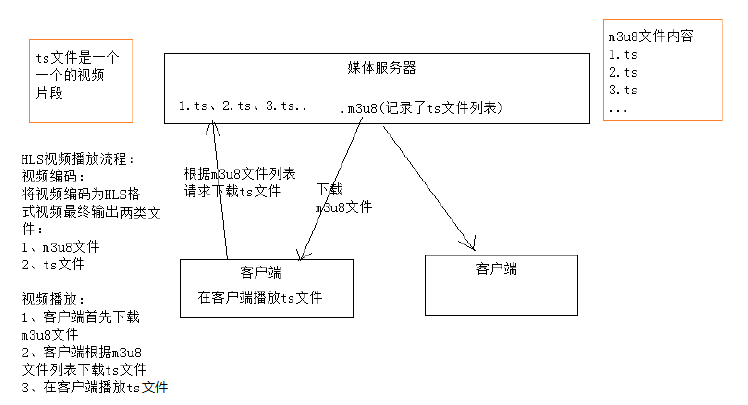 ts文件是一个
一个的视频
片段
媒体服务器
1.ts、2.ts、3.ts..
.m3u8(记录了ts文件列表)
m3u8文件内容
1.ts
2.ts
3.ts
...
根据m3u8文件列表
请求下载ts文件
下载
m3u8文件
客户端
在客户端播放ts文件
客户端
HLS视频播放流程:
视频编码:
将视频编码为HLS格
式视频最终输出两类文
件:
1、m3u8文件
2、ts文件
视频播放:
1、客户端首先下载
m3u8文件
2、客户端根据m3u8
文件列表下载ts文件
3、在客户端播放ts文件